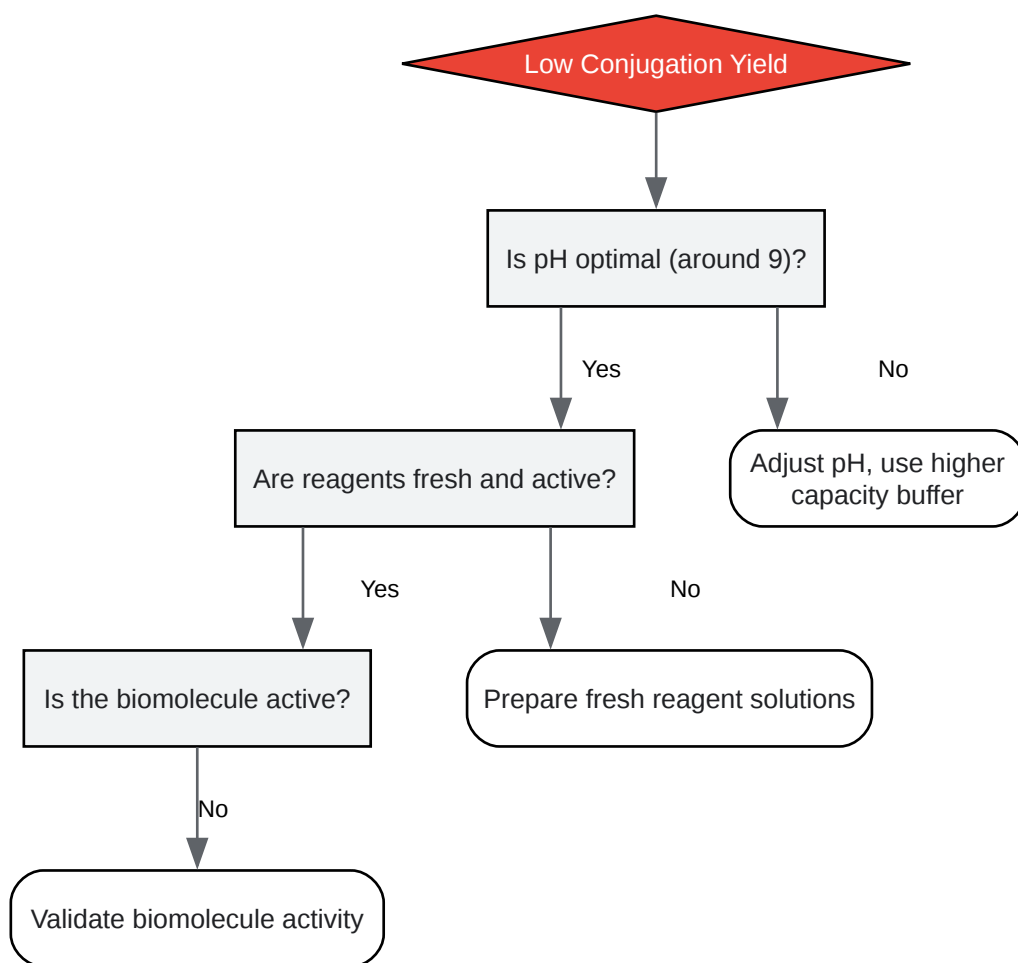 Low Conjugation Yield
Is pH optimal (around 9)?
Yes
No
Are reagents fresh and active?
Adjust pH, use higher
capacity buffer
Yes
No
Is the biomolecule active?
Prepare fresh reagent solutions
No
Validate biomolecule activity